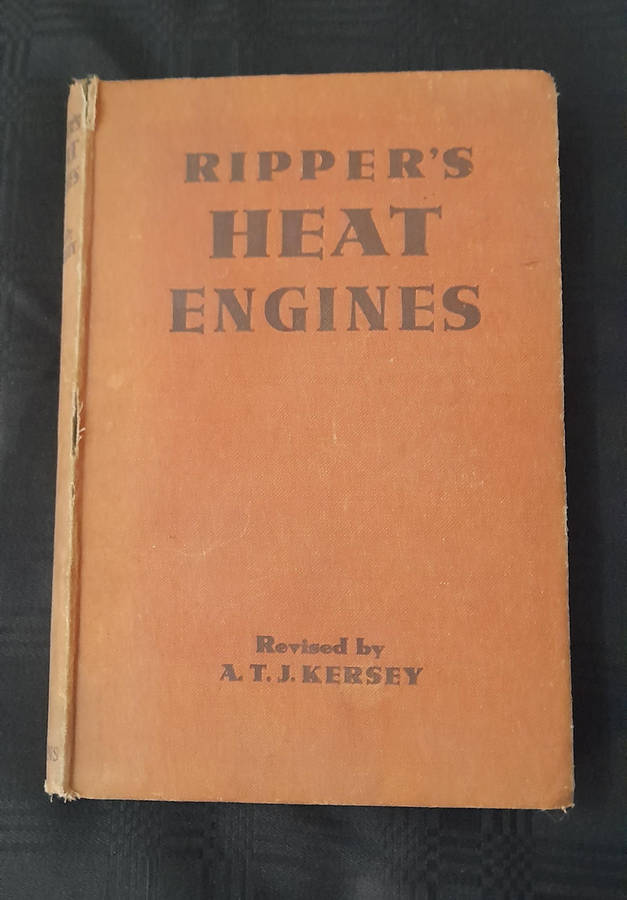 RIPPER'S
HEAT
ENGINES
Revised by
A. T. J. KERSEY